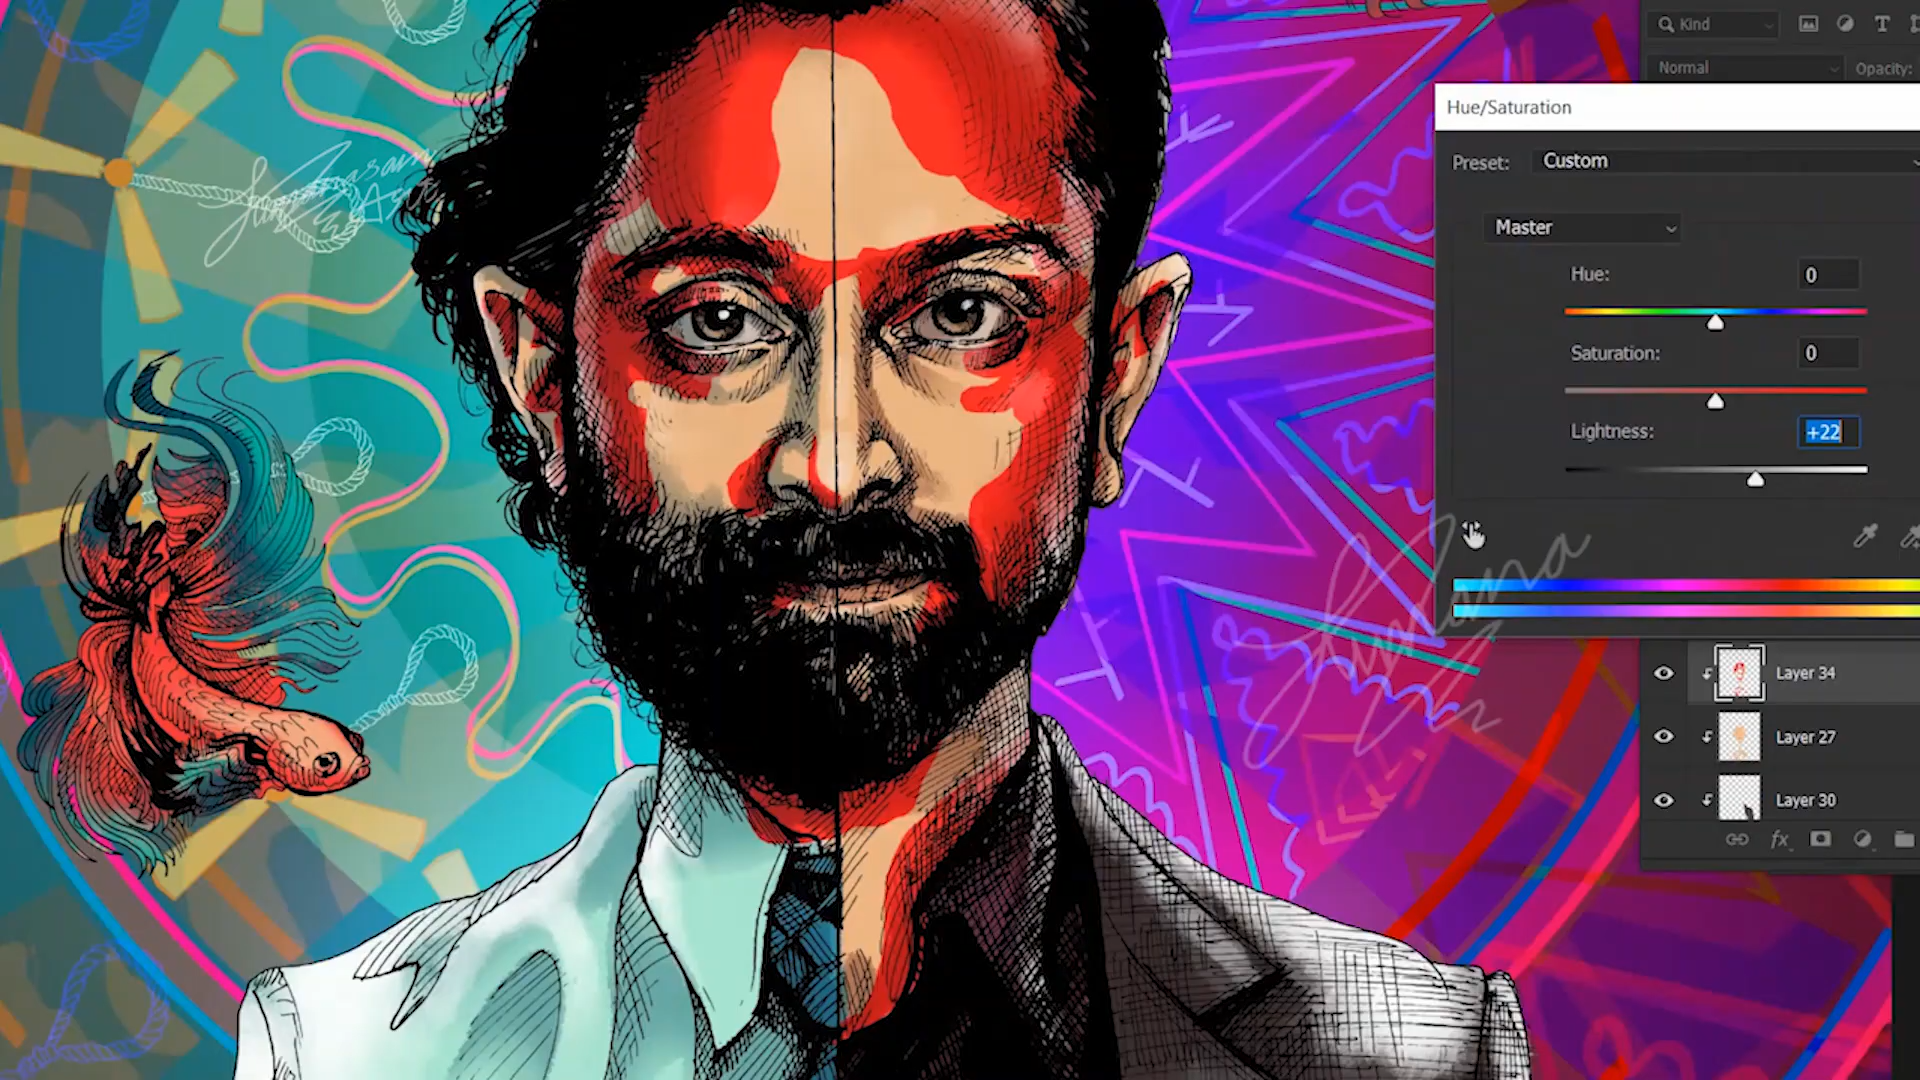 Kind
Normal
Opacity:
Hue/Saturation
Preset:
Custom
Master
Hue:
0
Saturation:
0
Lightness:
+22
Layer 34
Layer 27
Layer 30
fx